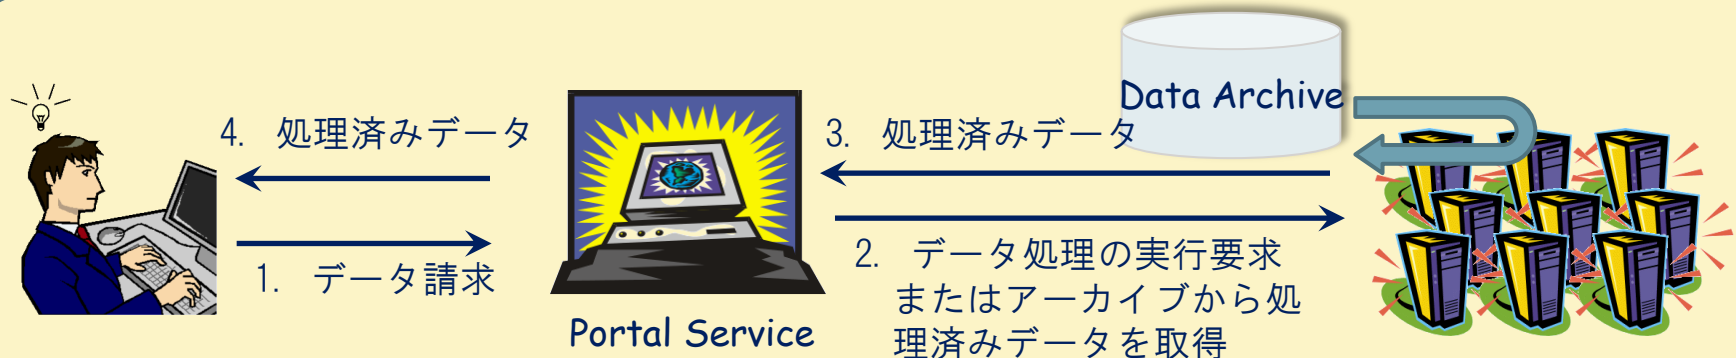 Data Archive
4. 処理済みデータ
3. 処理済みデータ
1. データ請求
2. データ処理の実行要求
またはアーカイブから処
理済みデータを取得
Portal Service